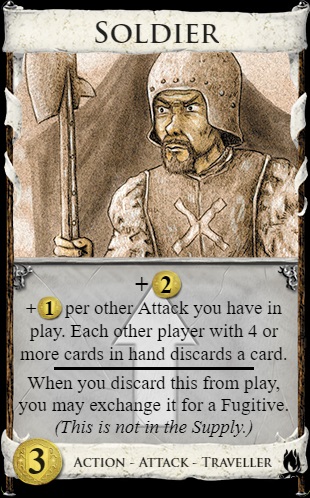 SOLDIER
+ 2
+ 1 per other Attack you have in
play. Each other player with 4 or
more cards in hand discards a card.
When you discard this from play,
you may exchange it for a Fugitive.
(This is not in the Supply.)
3 ACTION - ATTACK - TRAVELLER